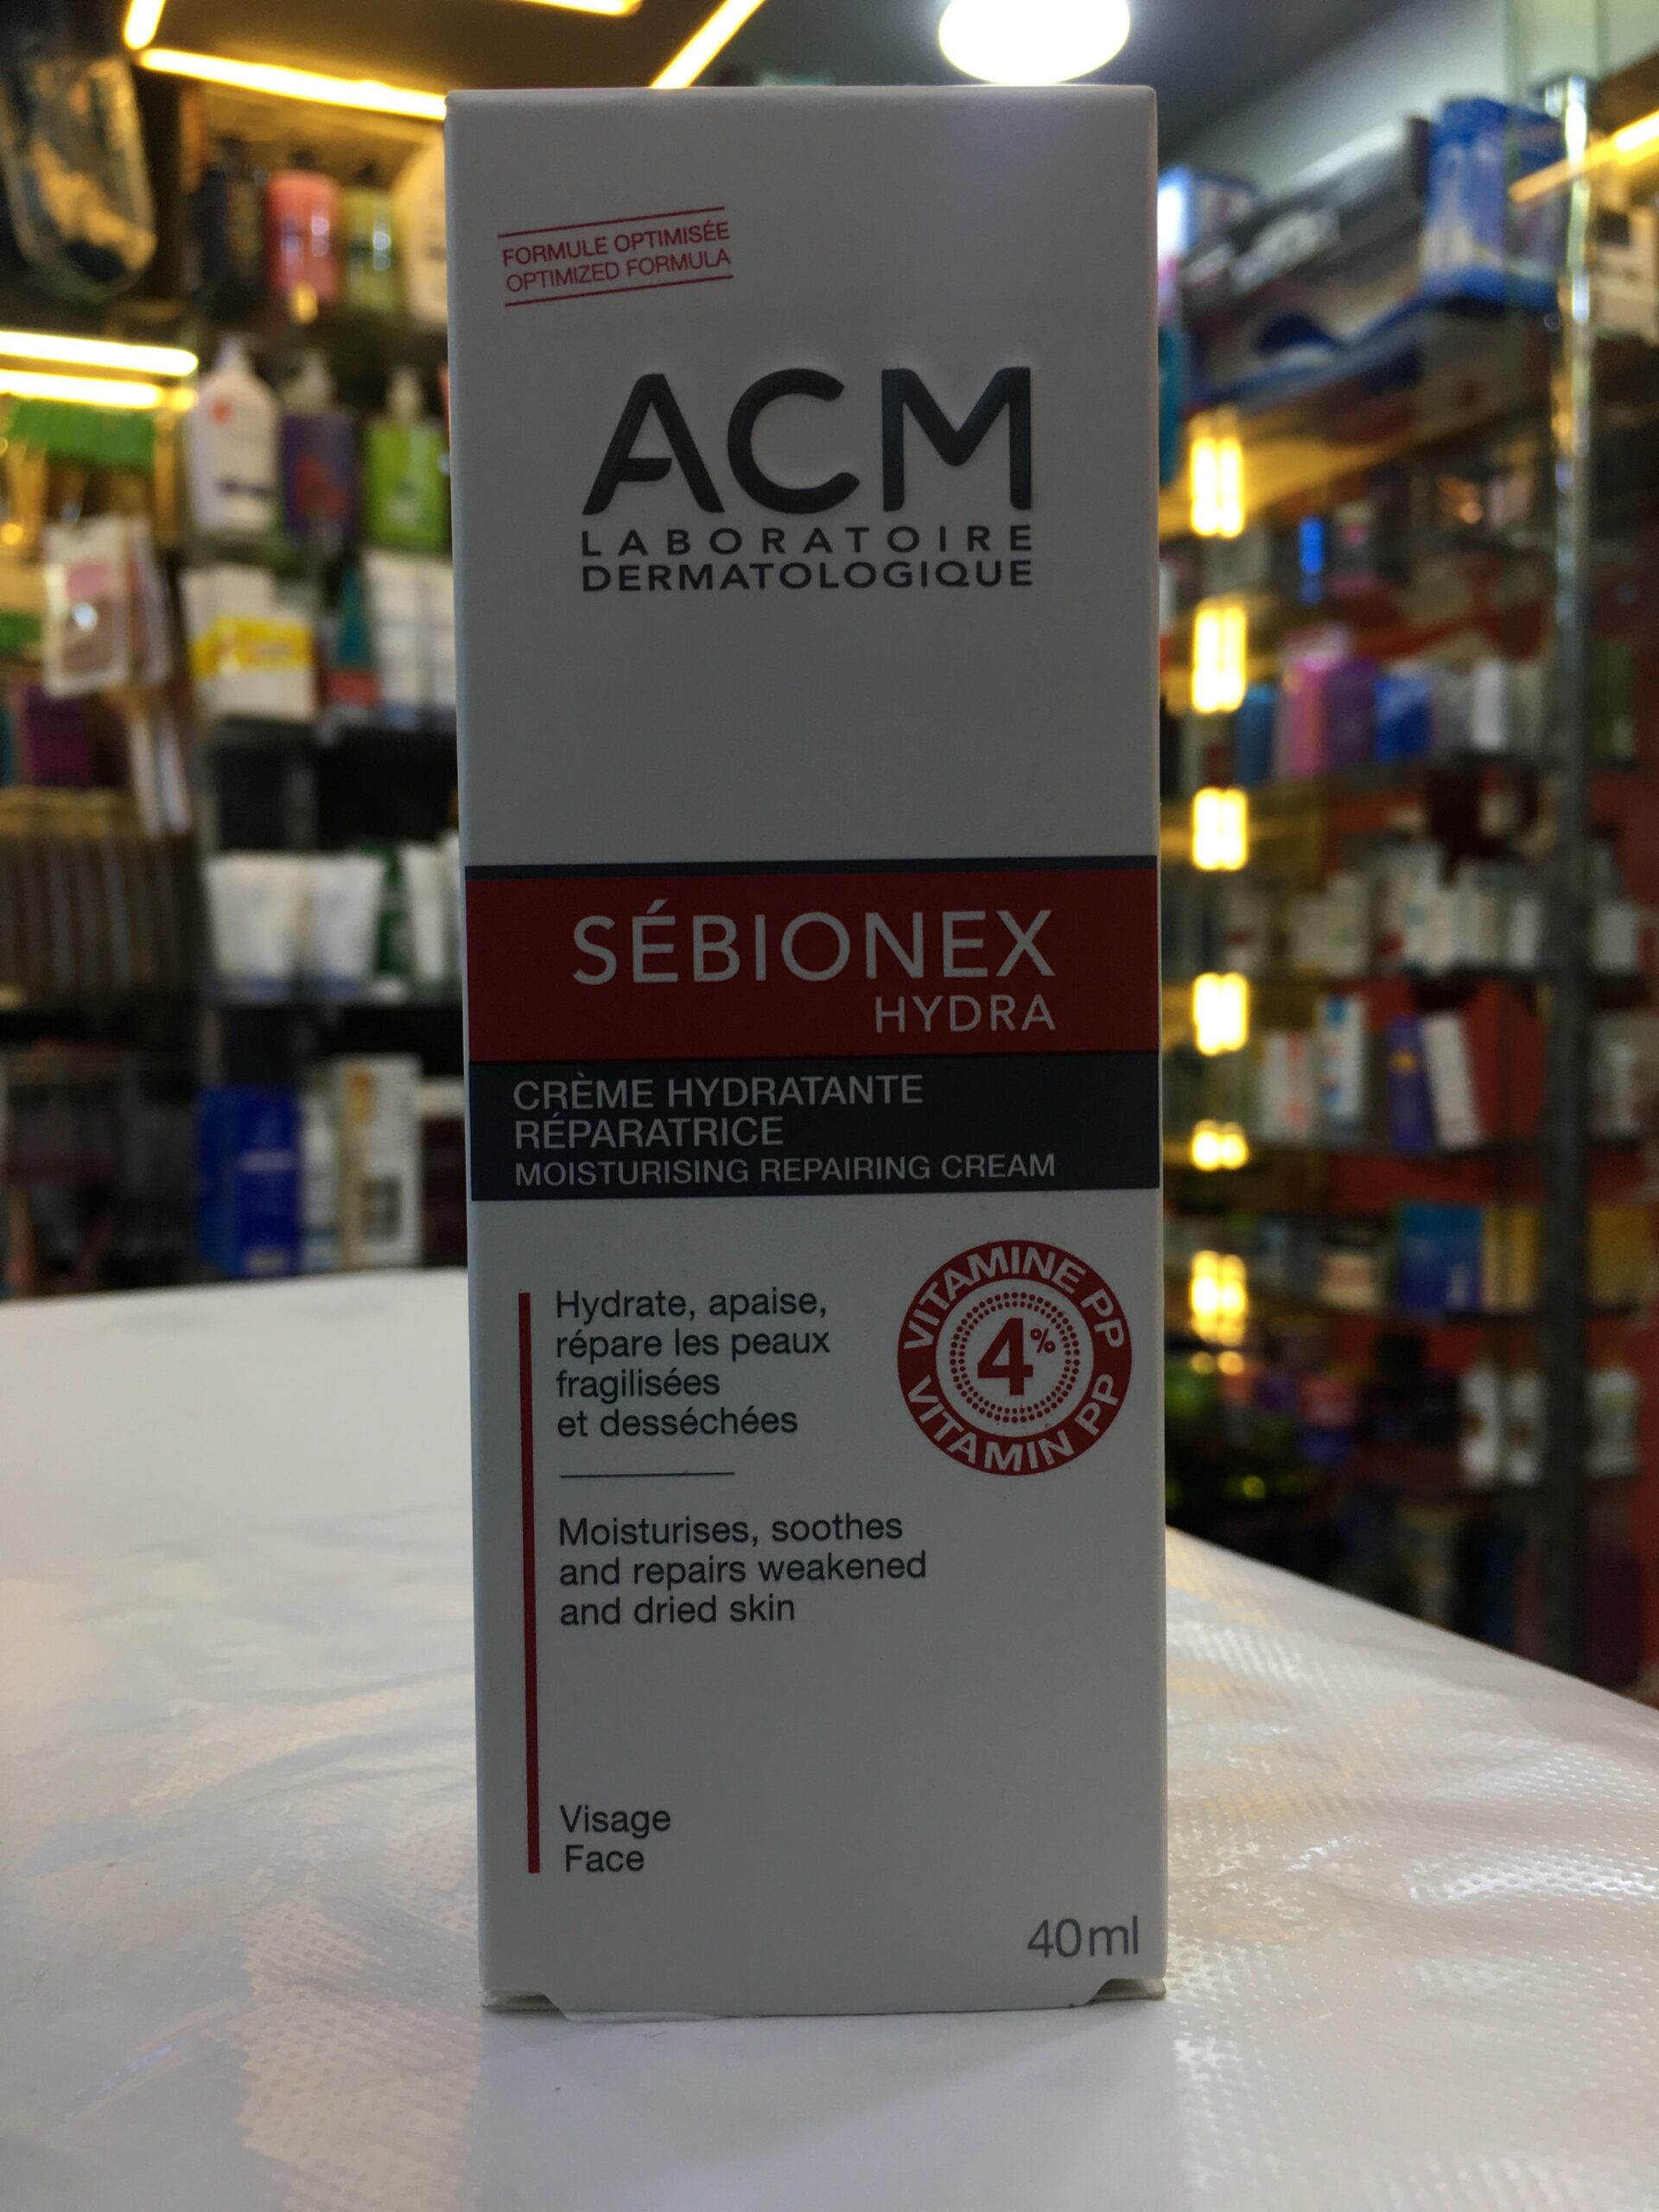 FORMULE OPTIMISÉE
OPTIMIZED FORMULA
ACM
LABORATOIRE
DERMATOLOGIQUE
SÉBIONEX
HYDRA
CRÈME HYDRATANTE
RÉPARATRICE
MOISTURISING REPAIRING CREAM
Hydrate, apaise,
répare les peaux
fragilisées
et desséchées
VITAMINE PP
4%
VITAMIN PP
Moisturises, soothes
and repairs weakened
and dried skin
Visage
Face
40ml